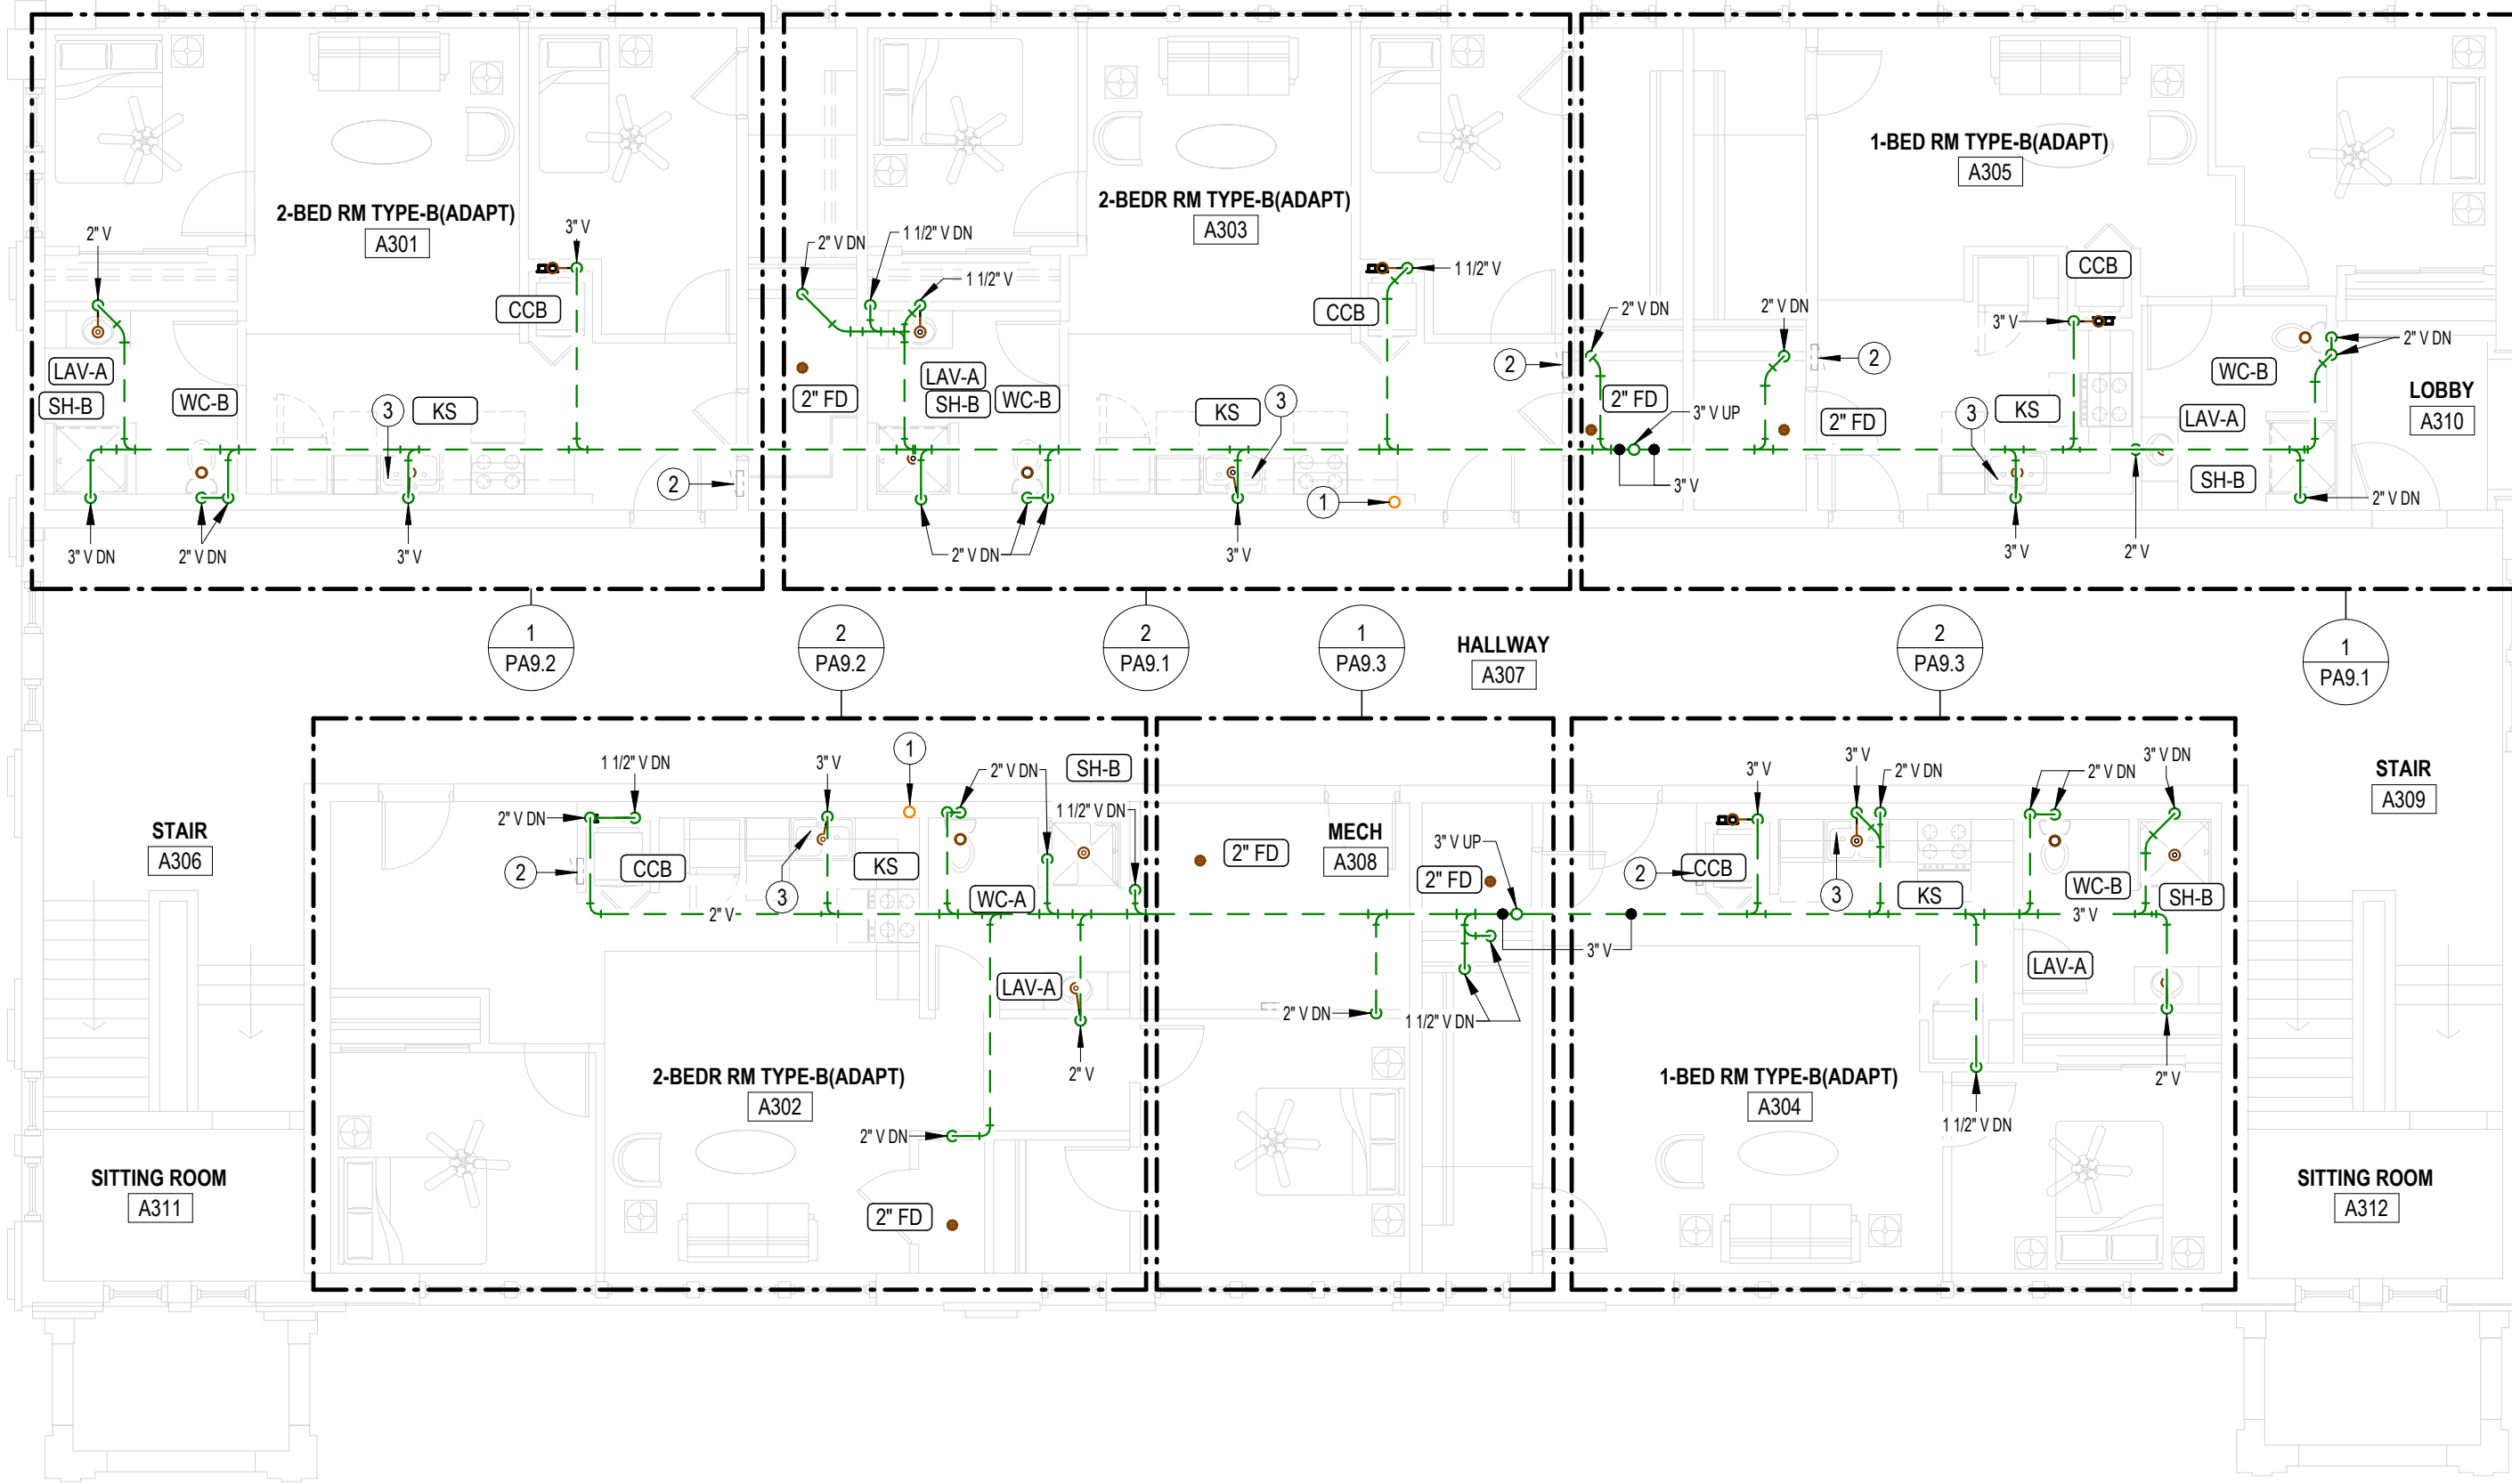 2-BED RM TYPE-B(ADAPT)
A301
2" V
3" V
CCB
LAV-A
SH-B
WC-B
3
KS
2
3" V DN
2" V DN
3" V
2-BEDR RM TYPE-B(ADAPT)
A303
2" V DN
1 1/2" V DN
1 1/2" V
1 1/2" V
CCB
2" FD
LAV-A
SH-B
WC-B
KS
3
2
1
2" V DN
3" V
1-BED RM TYPE-B(ADAPT)
A305
2" V DN
2" V DN
2
CCB
3" V
2" V DN
WC-B
LOBBY
A310
2" FD
3" V UP
2" FD
3
KS
LAV-A
SH-B
3" V
2" V DN
3" V
2" V
1
PA9.2
2
PA9.2
2
PA9.1
1
PA9.3
HALLWAY
A307
2
PA9.3
1
PA9.1
STAIR
A306
1 1/2" V DN
3" V
1
2" V DN
SH-B
2" V DN
1 1/2" V DN
2
CCB
3
KS
WC-A
2" V
LAV-A
2" V
2-BEDR RM TYPE-B(ADAPT)
A302
2" V DN
2" FD
MECH
A308
2" FD
3" V UP
2" FD
3" V
2" V DN
1 1/2" V DN
3" V
3" V
2" V DN
2" V DN
3" V DN
2
CCB
3
KS
WC-B
SH-B
3" V
LAV-A
2" V
1-BED RM TYPE-B(ADAPT)
A304
1 1/2" V DN
STAIR
A309
SITTING ROOM
A311
SITTING ROOM
A312